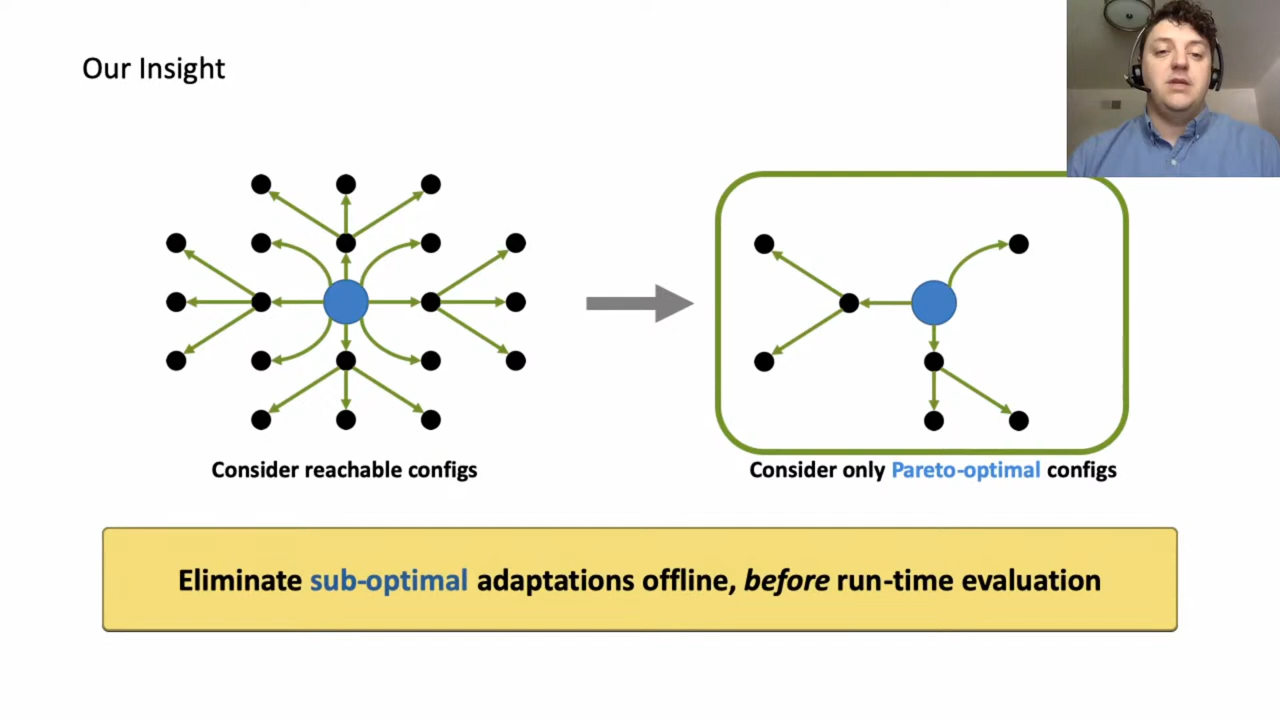 Our Insight
Consider reachable configs
Consider only Pareto-optimal configs
Eliminate sub-optimal adaptations offline, before run-time evaluation